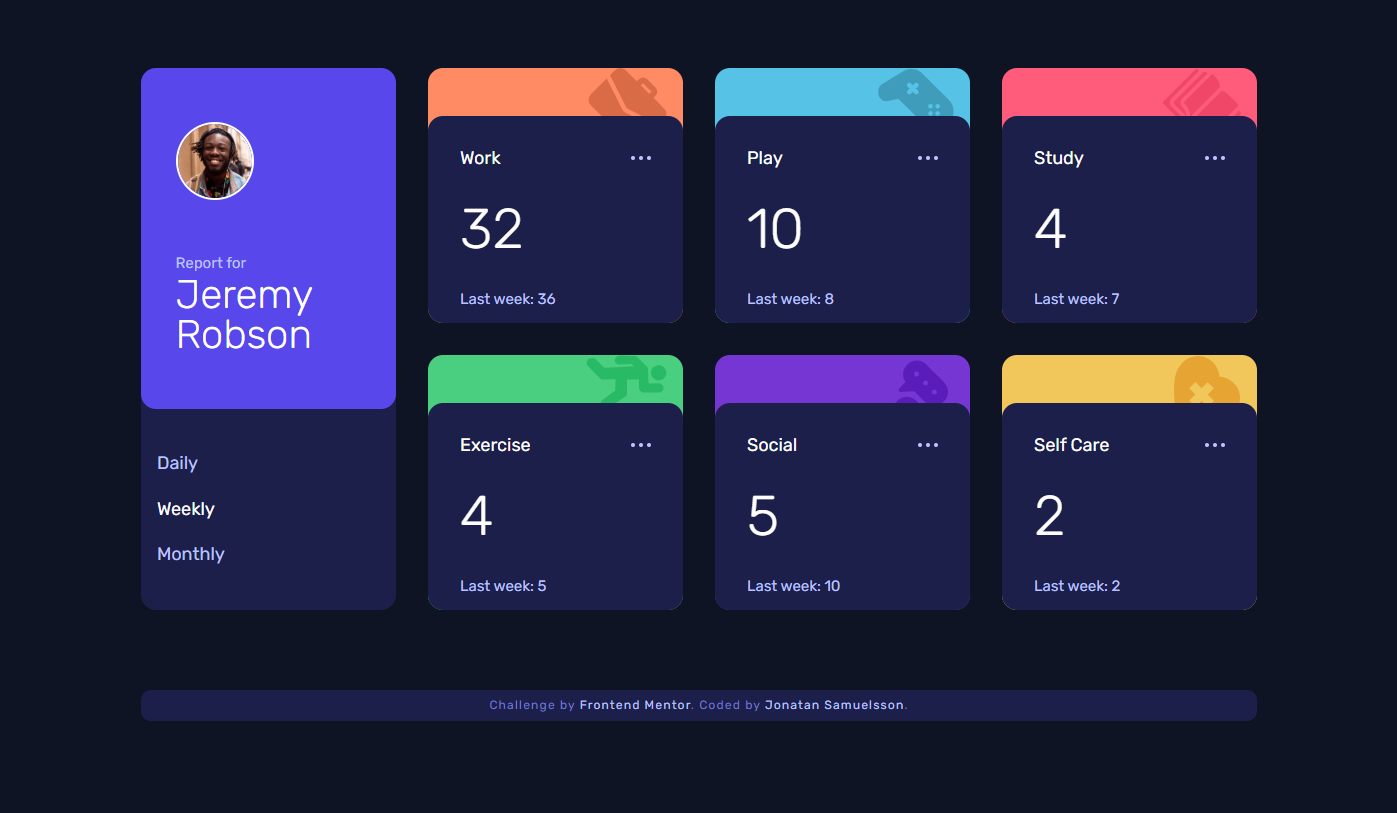 Report for
Jeremy
Robson
Daily
Weekly
Monthly
Work
32
Last week: 36
Play
10
Last week: 8
Study
4
Last week: 7
Exercise
4
Last week: 5
Social
5
Last week: 10
Self Care
2
Last week: 2
Challenge by Frontend Mentor. Coded by Jonatan Samuelsson.